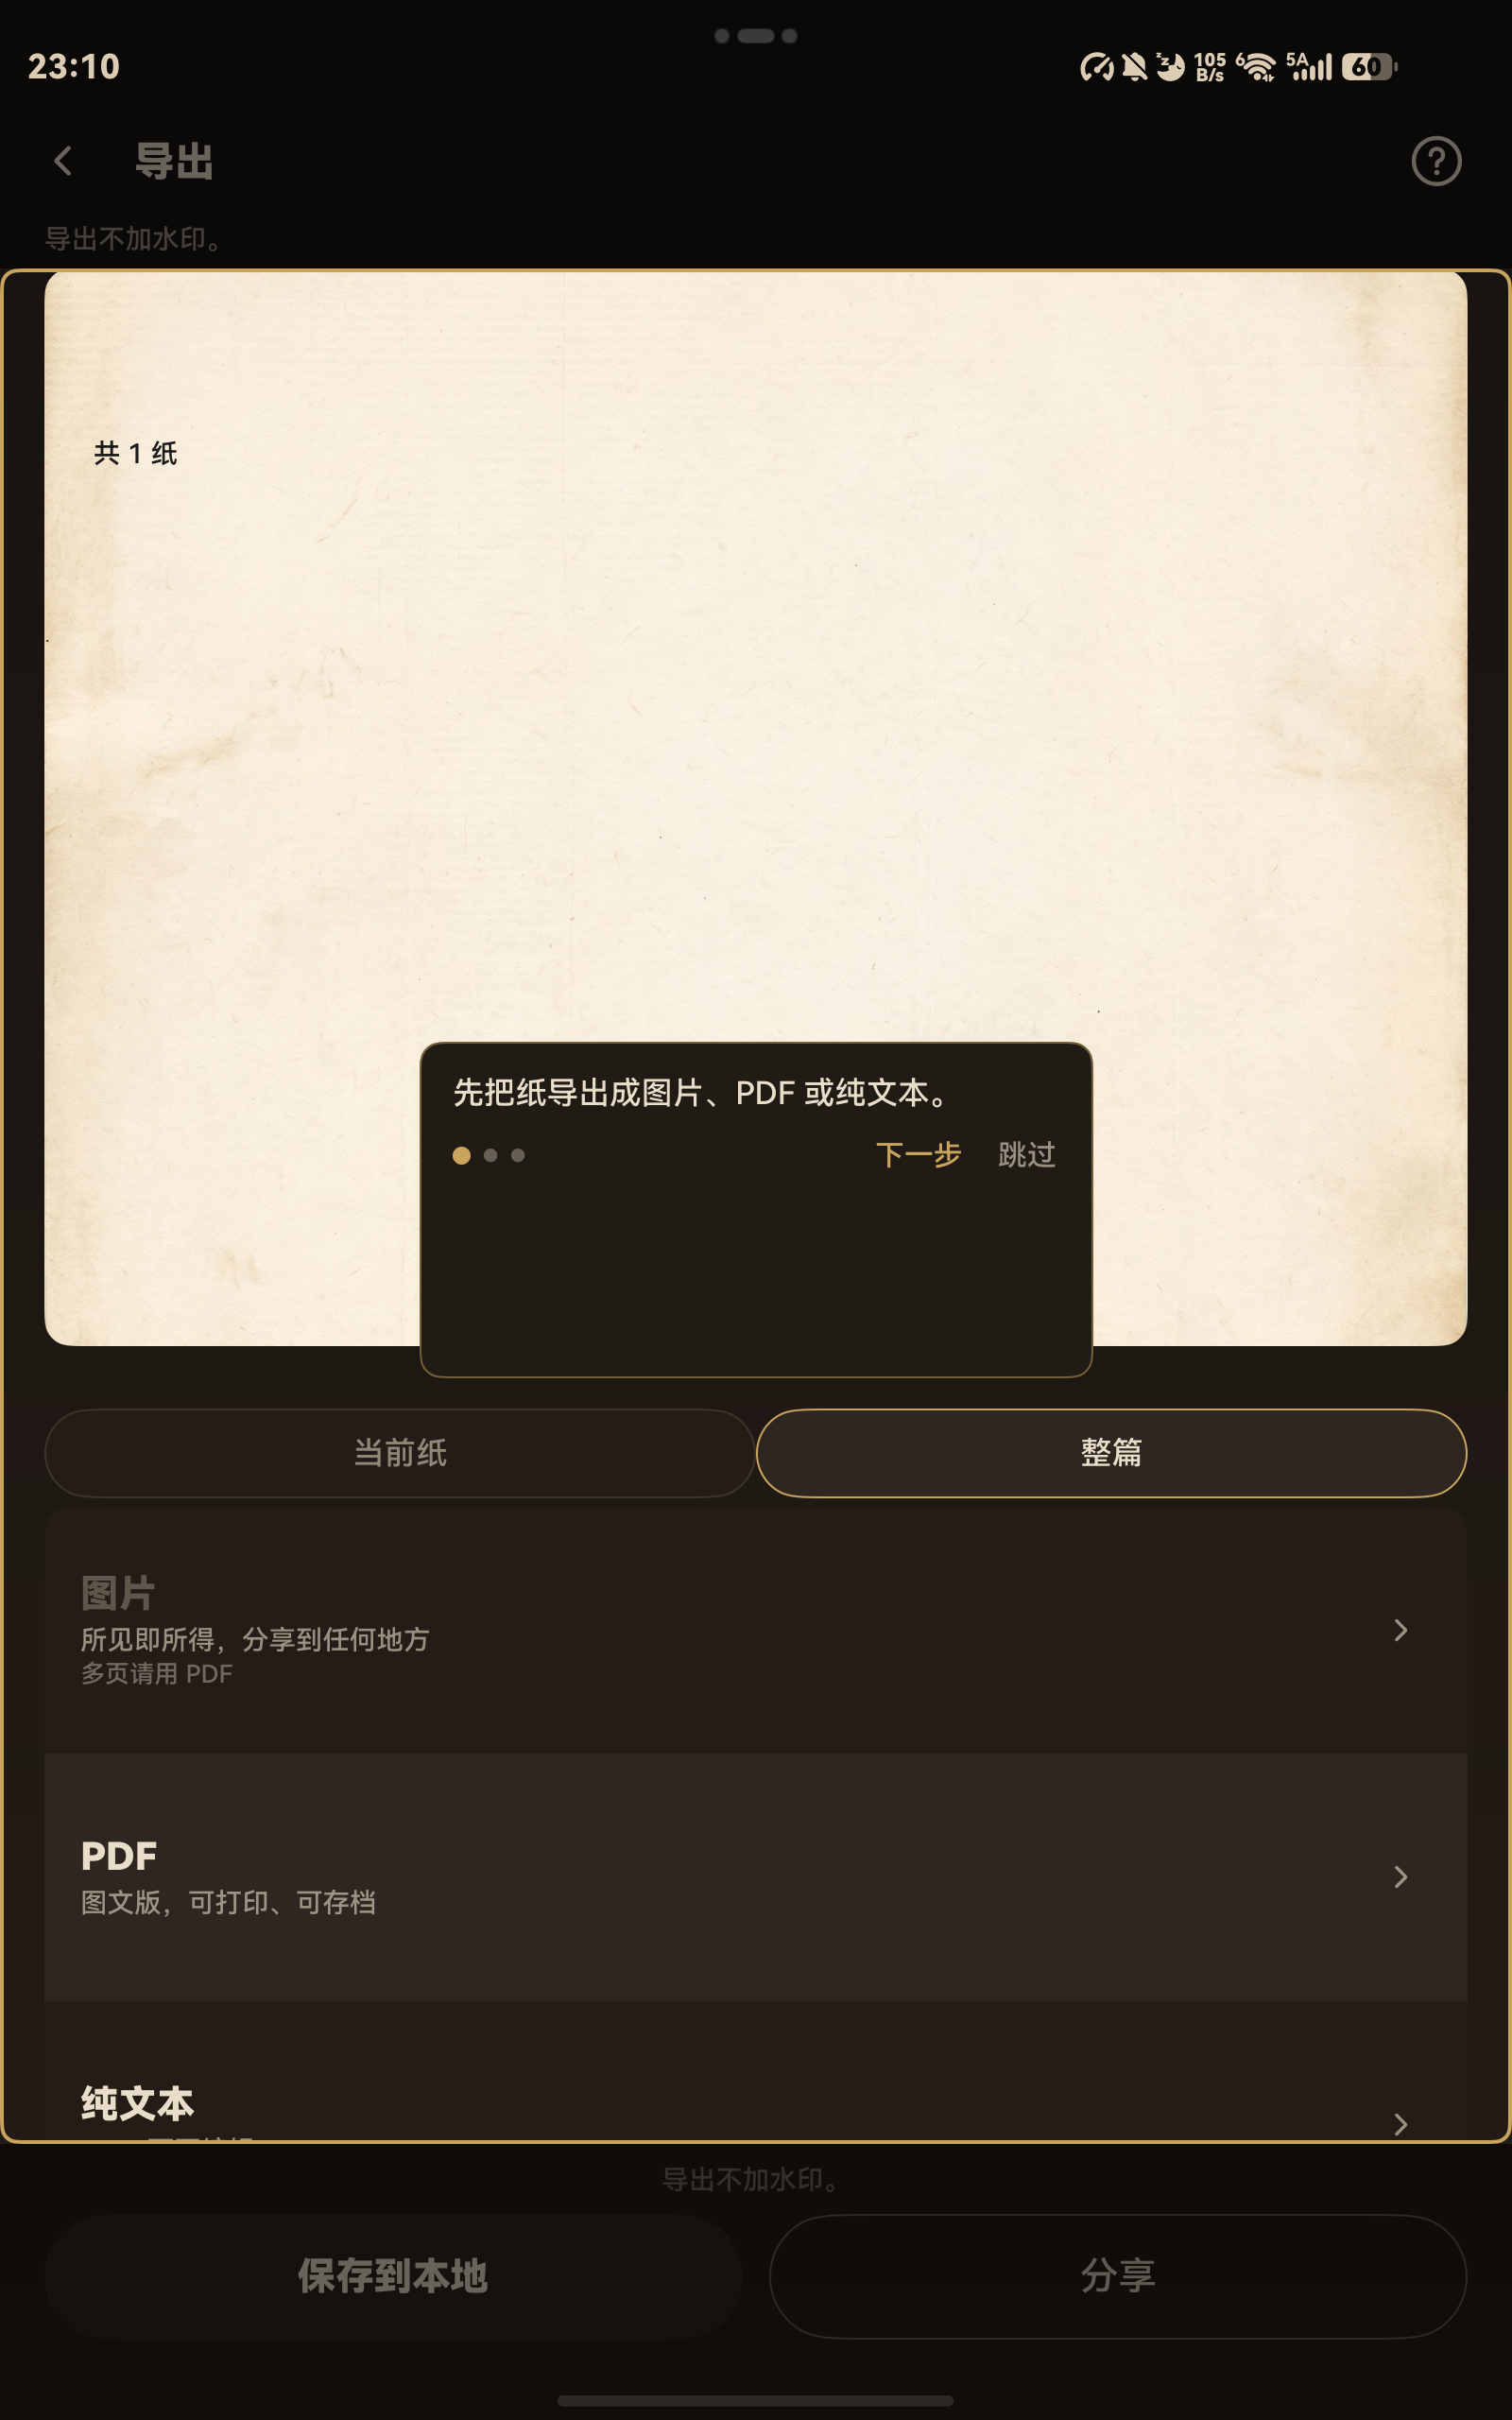 23:10
105 B/s
6
5A
60
导出
导出不加水印。
共 1 纸
先把纸导出成图片、PDF 或纯文本。
下一步 跳过
当前纸 整篇
图片
所见即所得，分享到任何地方
多页请用 PDF
PDF
图文版，可打印、可存档
纯文本
导出不加水印。
保存到本地 分享